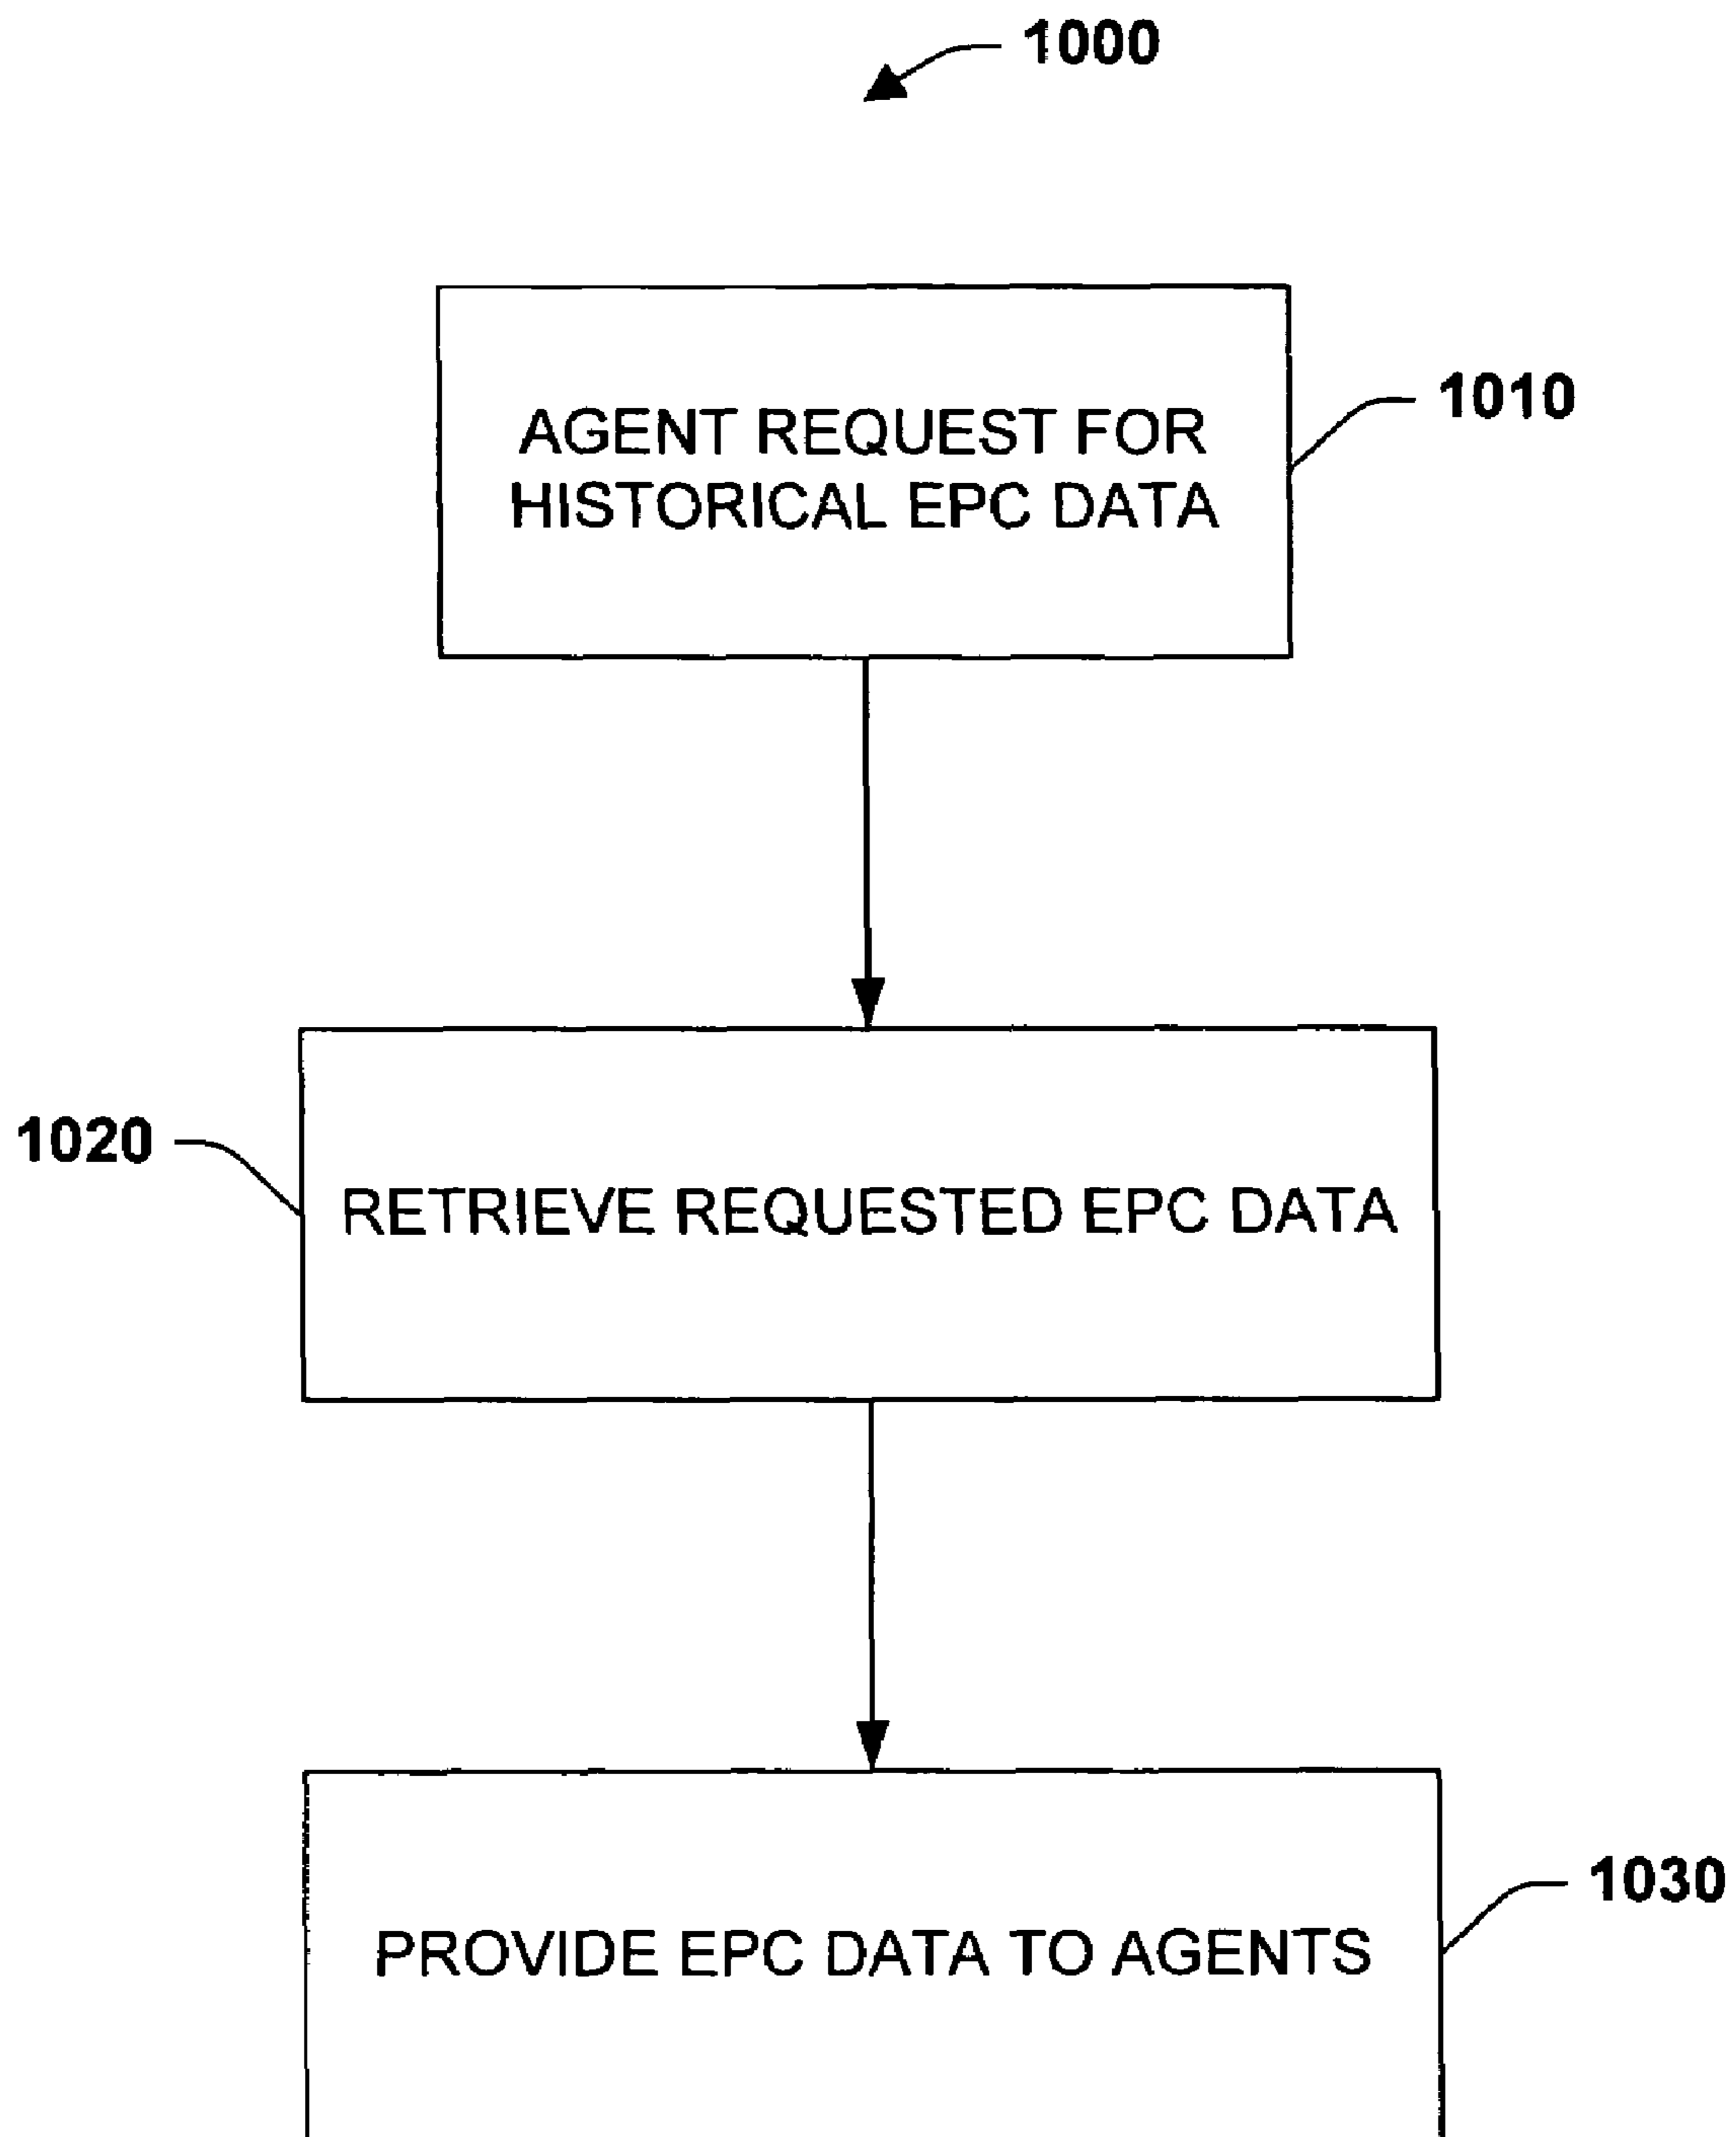 1000
AGENT REQUEST FOR
HISTORICAL EPC DATA
1010
1020
RETRIEVE REQUESTED EPC DATA
1030
PROVIDE EPC DATA TO AGENTS